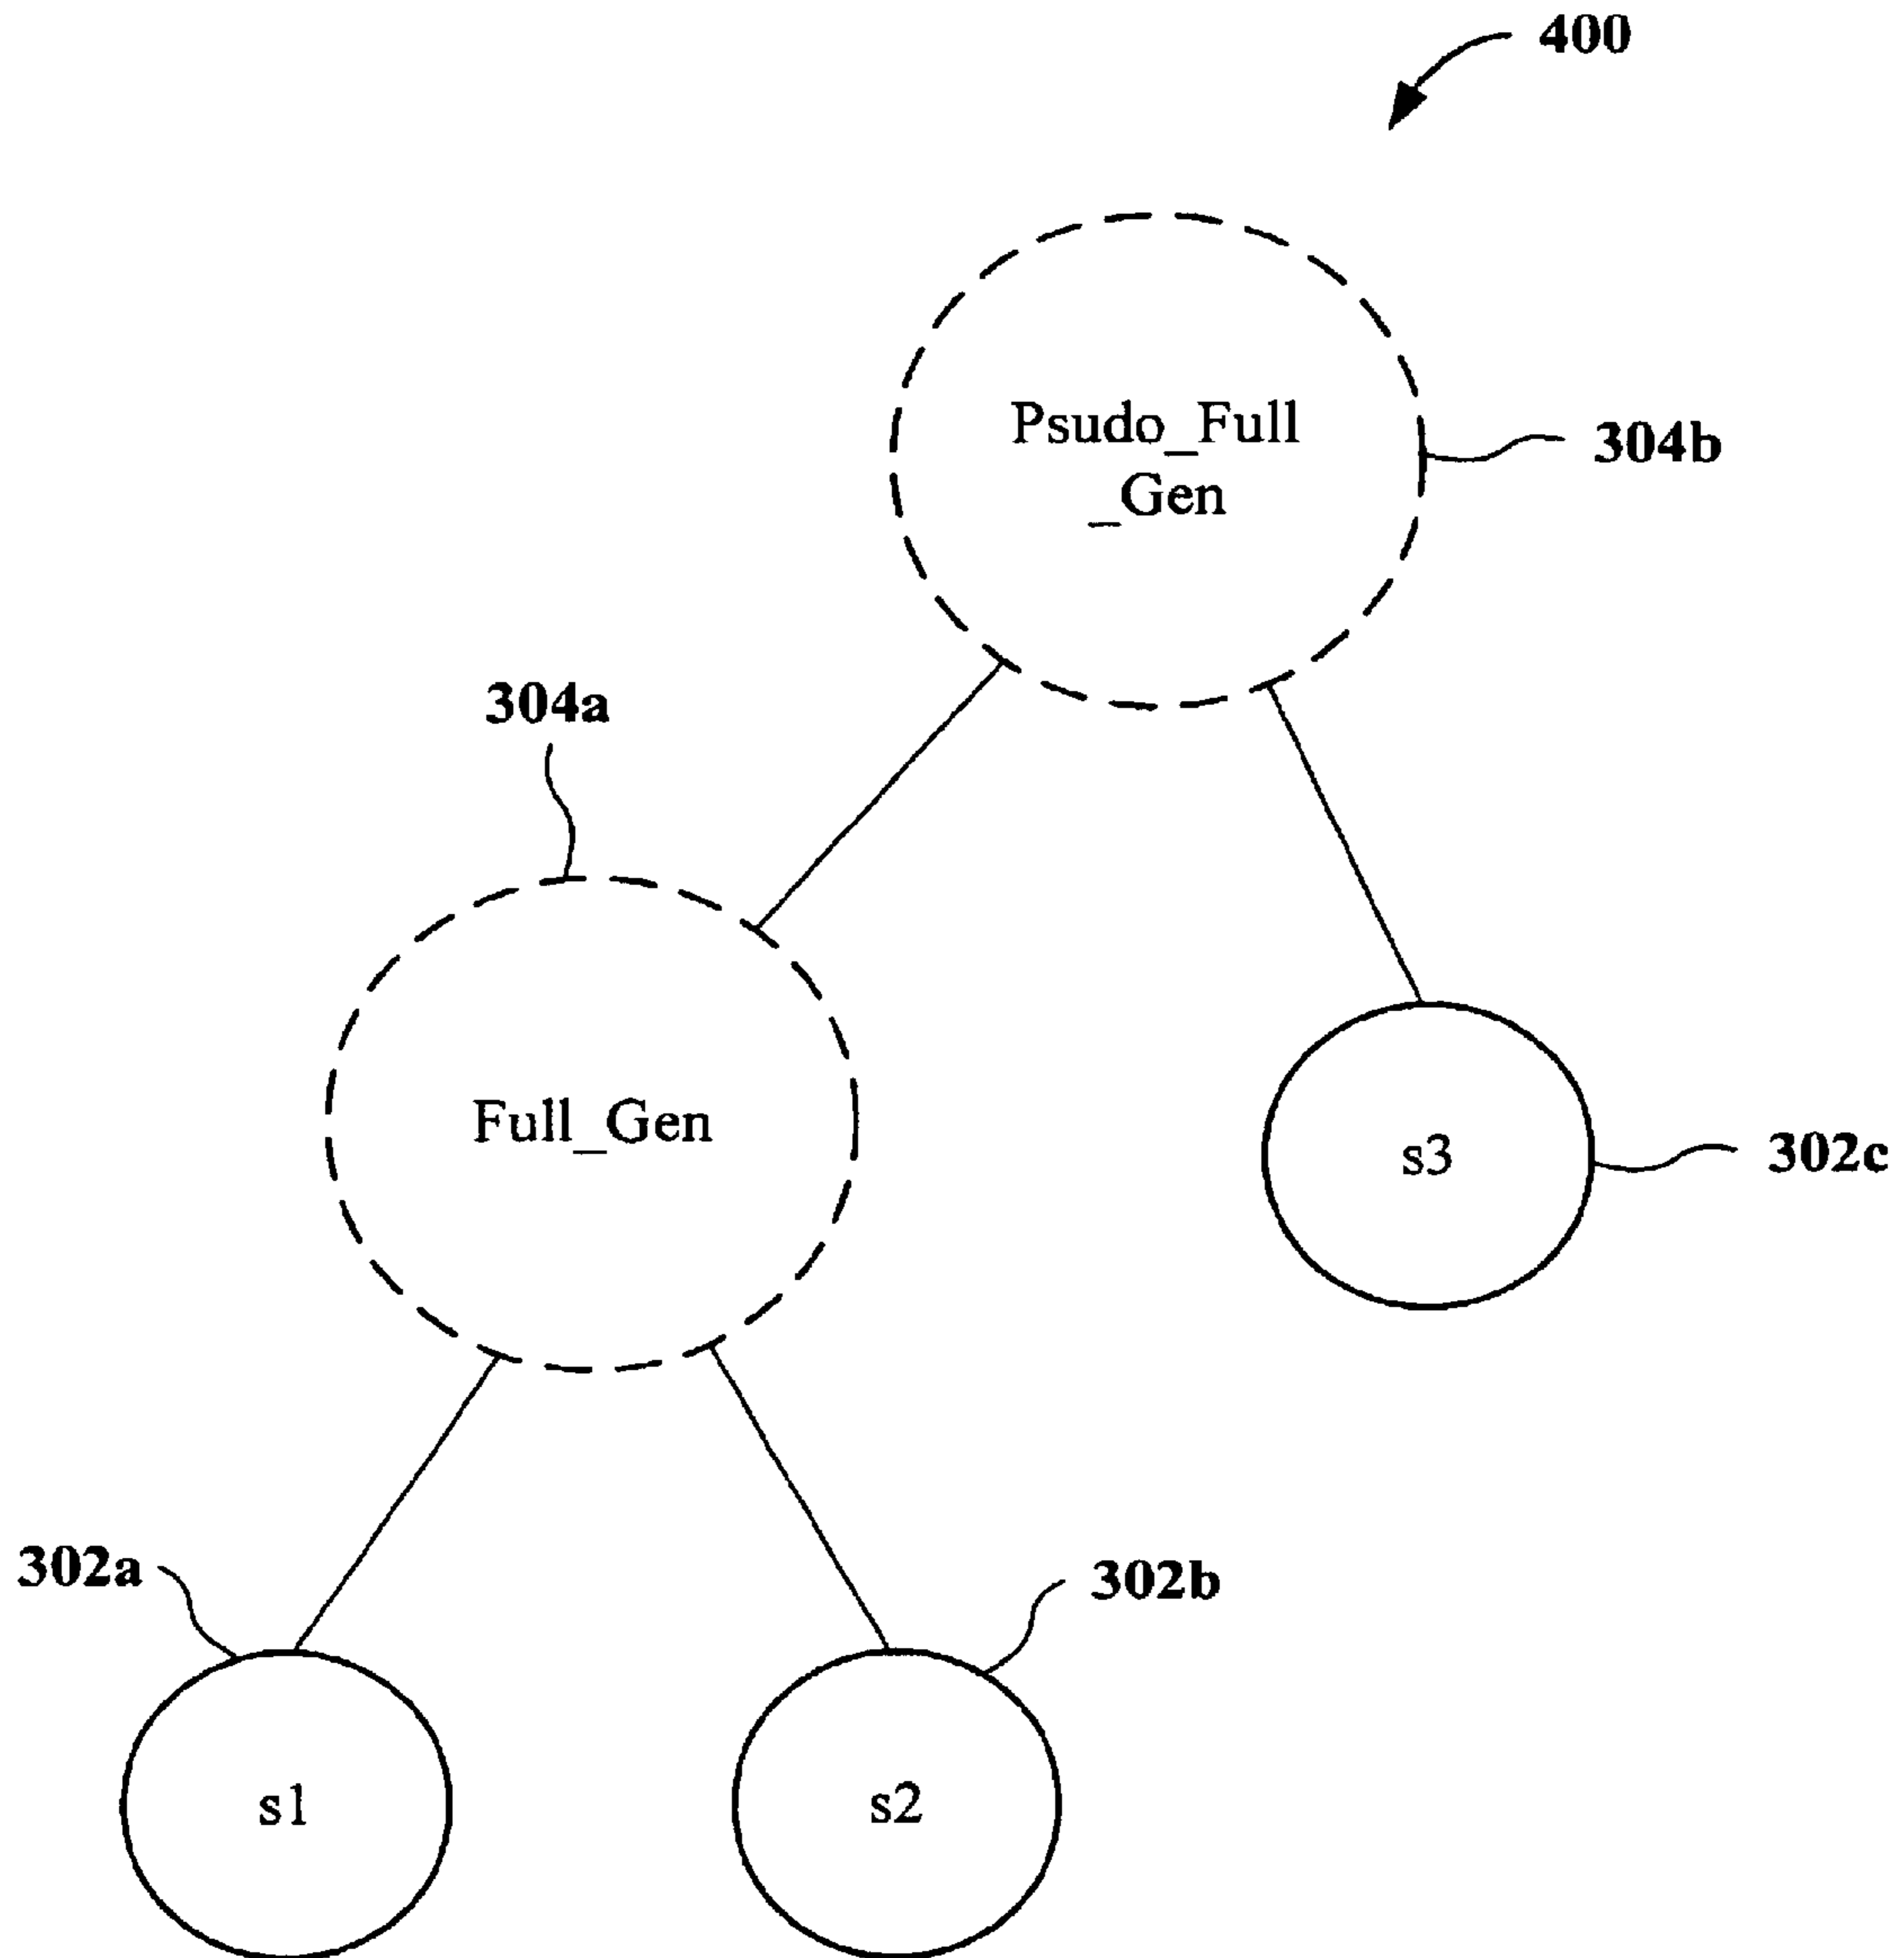 400
Psudo_Full
_Gen
304b
304a
Full_Gen
s3
302c
302a
302b
s1
s2